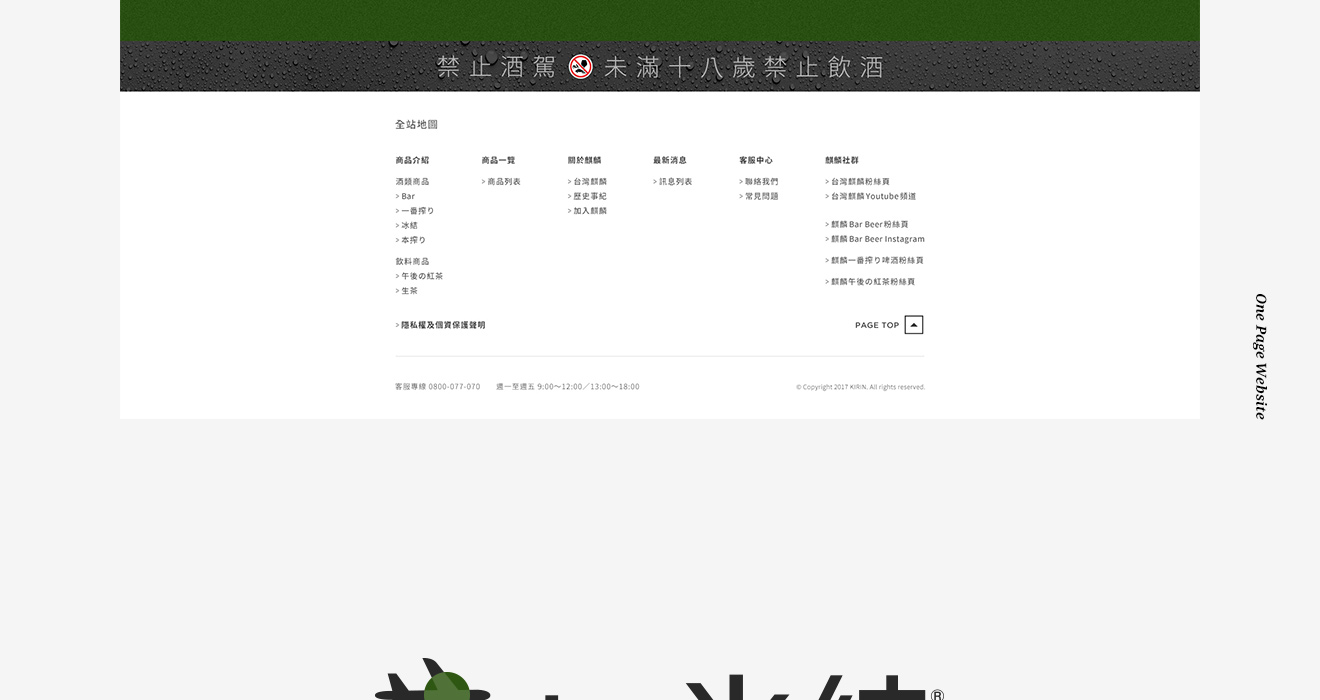 禁止酒駕 未滿十八歲禁止飲酒
全站地圖
商品介紹
酒類商品
> Bar
> 一番搾り
> 冰結
> 本搾り
飲料商品
> 午後の紅茶
> 生茶
商品一覽
> 商品列表
關於麒麟
> 台灣麒麟
> 歷史事紀
> 加入麒麟
最新消息
> 訊息列表
客服中心
> 聯絡我們
> 常見問題
麒麟社群
> 台灣麒麟粉絲頁
> 台灣麒麟Youtube頻道
> 麒麟Bar Beer粉絲頁
> 麒麟Bar Beer Instagram
> 麒麟一番搾り啤酒粉絲頁
> 麒麟午後の紅茶粉絲頁
> 隱私權及個資保護聲明
PAGE TOP
客服專線 0800-077-070 週一至週五 9:00～12:00／13:00～18:00
© Copyright 2017 KIRIN. All rights reserved.
One Page Website
®